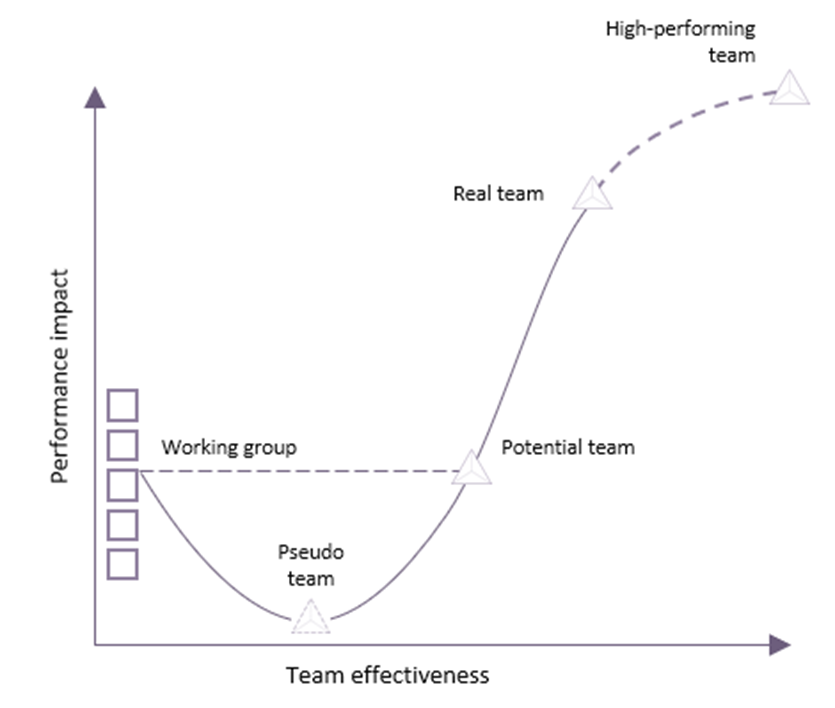 High-performing
team
Real team
Performance impact
Working group
Potential team
Pseudo
team
Team effectiveness